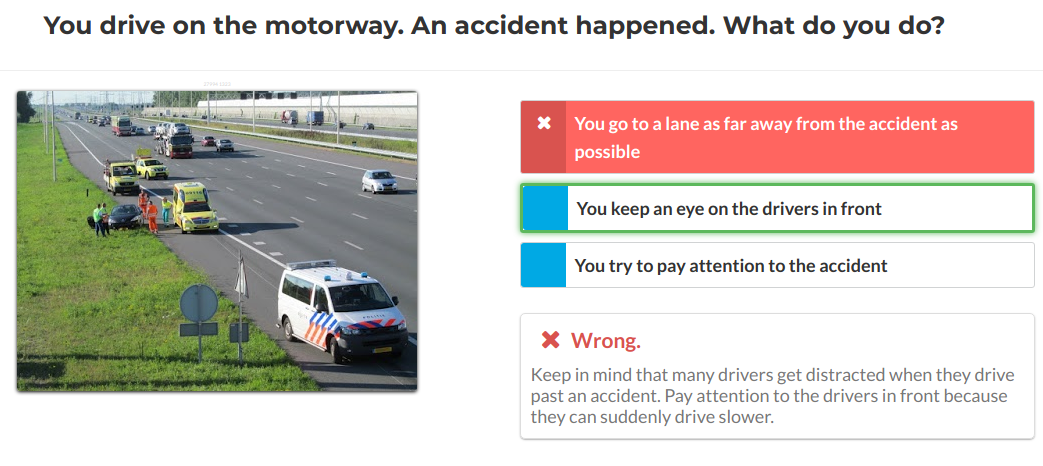 You drive on the motorway. An accident happened. What do you do?
You go to a lane as far away from the accident as
possible
You keep an eye on the drivers in front
You try to pay attention to the accident
Wrong.
Keep in mind that many drivers get distracted when they drive
past an accident. Pay attention to the drivers in front because
they can suddenly drive slower.